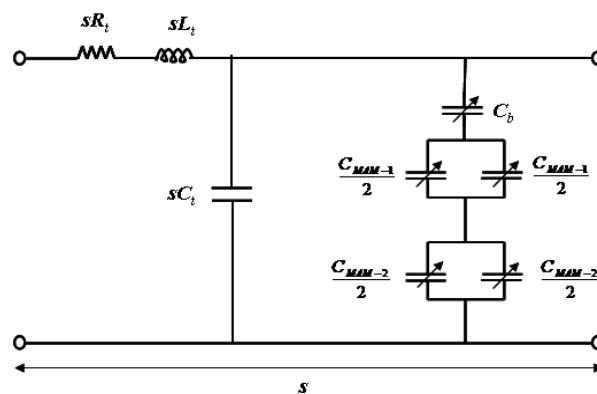 sR_t
sL_t
C_b
C_MAM-1 / 2
C_MAM-1 / 2
sC_t
C_MAM-2 / 2
C_MAM-2 / 2
s